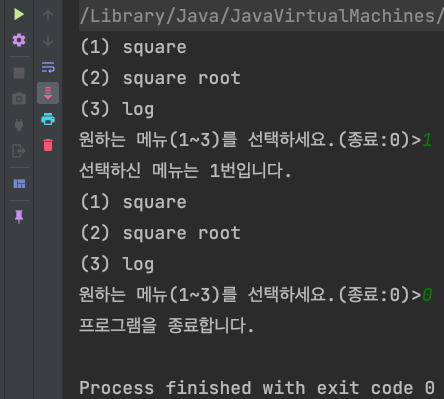 /Library/Java/JavaVirtualMachines/
(1) square
(2) square root
(3) log
원하는 메뉴(1~3)를 선택하세요.(종료:0)>1
선택하신 메뉴는 1번입니다.
(1) square
(2) square root
(3) log
원하는 메뉴(1~3)를 선택하세요.(종료:0)>0
프로그램을 종료합니다.
Process finished with exit code 0